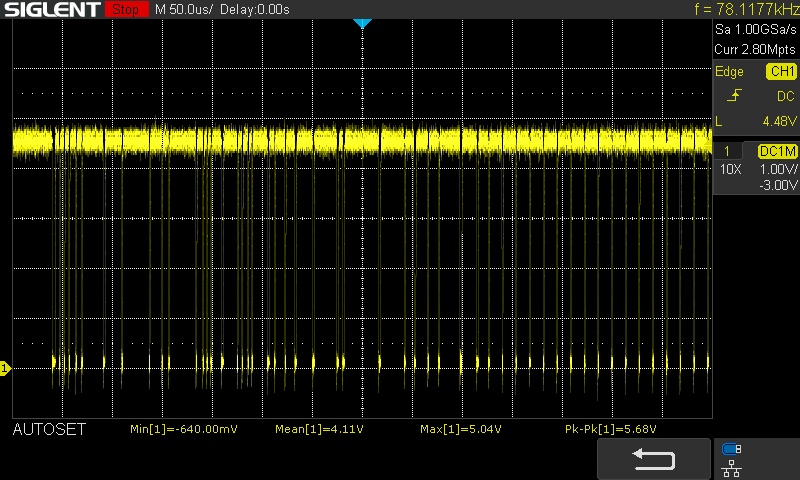 SIGLENT Stop M 50.0us/ Delay:0.00s f = 78.1177kHz
Sa 1.00GSa/s
Curr 2.80Mpts
Edge CH1
DC
L 4.48V
1 DC1M
10X 1.00V/
-3.00V
1
AUTOSET Min[1]=-640.00mV Mean[1]=4.11V Max[1]=5.04V Pk-Pk[1]=5.68V